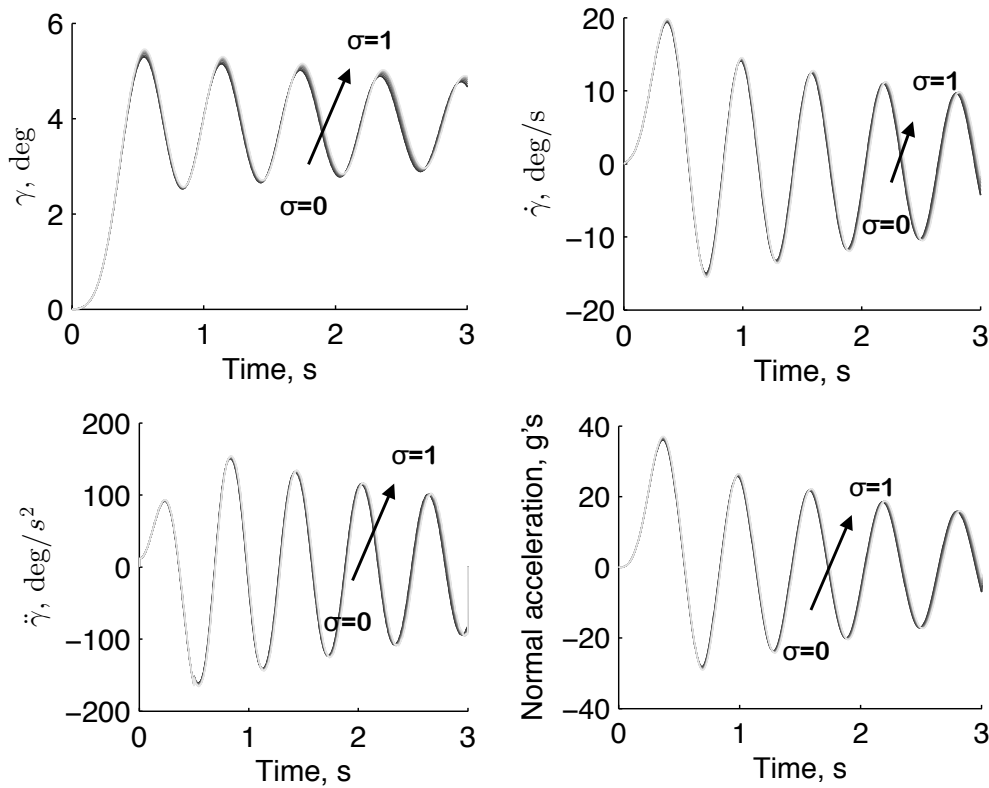 6
4
2
0
γ, deg
σ=1
σ=0
0 1 2 3
Time, s
20
10
0
−10
−20
γ̇, deg/s
σ=1
σ=0
0 1 2 3
Time, s
200
100
0
−100
−200
γ̈, deg/s²
σ=1
σ=0
0 1 2 3
Time, s
40
20
0
−20
−40
Normal acceleration, g's
σ=1
σ=0
0 1 2 3
Time, s